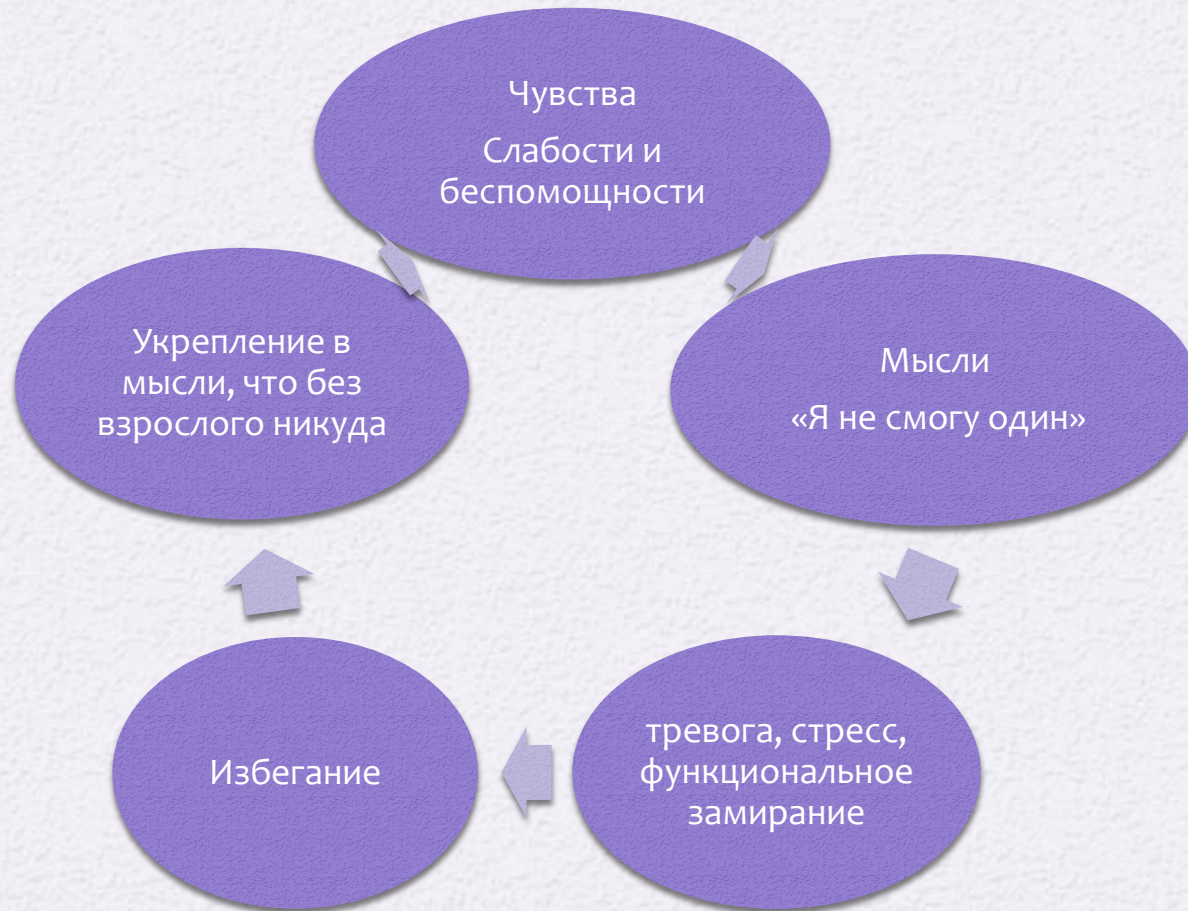 Чувства
Слабости и
беспомощности
Мысли
«Я не смогу один»
тревога, стресс,
функциональное
замирание
Избегание
Укрепление в
мысли, что без
взрослого никуда